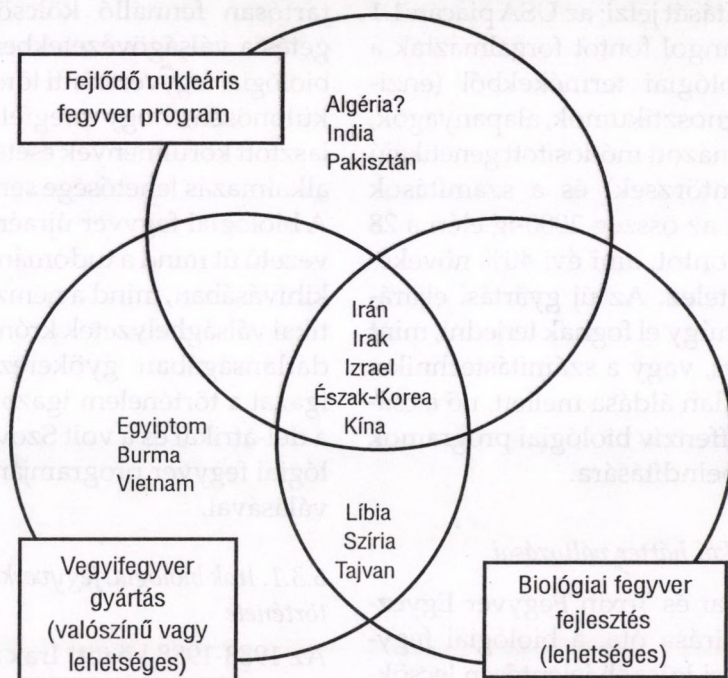 Fejlődő nukleáris
fegyver program
Algéria?
India
Pakisztán
Irán
Irak
Izrael
Észak-Korea
Kína
Egyiptom
Burma
Vietnam
Líbia
Szíria
Tajvan
Vegyifegyver
gyártás
(valószínű vagy
lehetséges)
Biológiai fegyver
fejlesztés
(lehetséges)